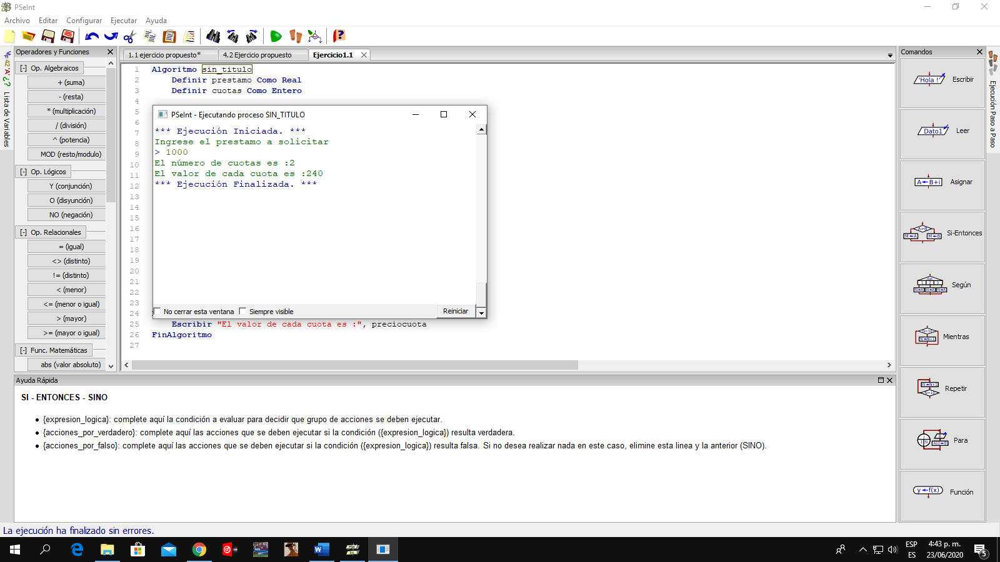 PSeInt
Archivo Editar Configurar Ejecutar Ayuda
Operadores y Funciones
[-] Op. Algebraicos
+ (suma)
- (resta)
* (multiplicación)
/ (división)
^ (potencia)
MOD (resto/modulo)
[-] Op. Lógicos
Y (conjunción)
O (disyunción)
NO (negación)
[-] Op. Relacionales
= (igual)
<> (distinto)
!= (distinto)
< (menor)
<= (menor o igual)
> (mayor)
>= (mayor o igual)
[-] Func. Matemáticas
abs (valor absoluto)
Lista de Variables
1.1 ejercicio propuesto* 4.2 Ejercicio propuesto Ejercicio1.1
1 Algoritmo sin_titulo
2 Definir prestamo Como Real
3 Definir cuotas Como Entero
4
5
6
7
8
9
10
11
12
13
14
15
16
17
18
19
20
21
22
23
24
25 Escribir "El valor de cada cuota es :", preciocuota
26 FinAlgoritmo
27
PSeInt - Ejecutando proceso SIN_TITULO
*** Ejecución Iniciada. ***
Ingrese el prestamo a solicitar
> 1000
El número de cuotas es :2
El valor de cada cuota es :240
*** Ejecución Finalizada. ***
No cerrar esta ventana Siempre visible Reiniciar
Comandos
'Hola !' Escribir
Dato1 Leer
A←B+i Asignar
A>B M←A M←B Si-Entonces
Según
Mientras
Repetir
Para
y←f(x) Función
Ejecución Paso a Paso
Ayuda Rápida
SI - ENTONCES - SINO
• {expresion_logica}: complete aquí la condición a evaluar para decidir que grupo de acciones se deben ejecutar.
• {acciones_por_verdadero}: complete aquí las acciones que se deben ejecutar si la condición ({expresion_logica}) resulta verdadera.
• {acciones_por_falso}: complete aquí las acciones que se deben ejecutar si la condición ({expresion_logica}) resulta falsa. Si no desea realizar nada en este caso, elimine esta linea y la anterior (SINO).
La ejecución ha finalizado sin errores.
ESP
ES
4:43 p. m.
23/06/2020
5